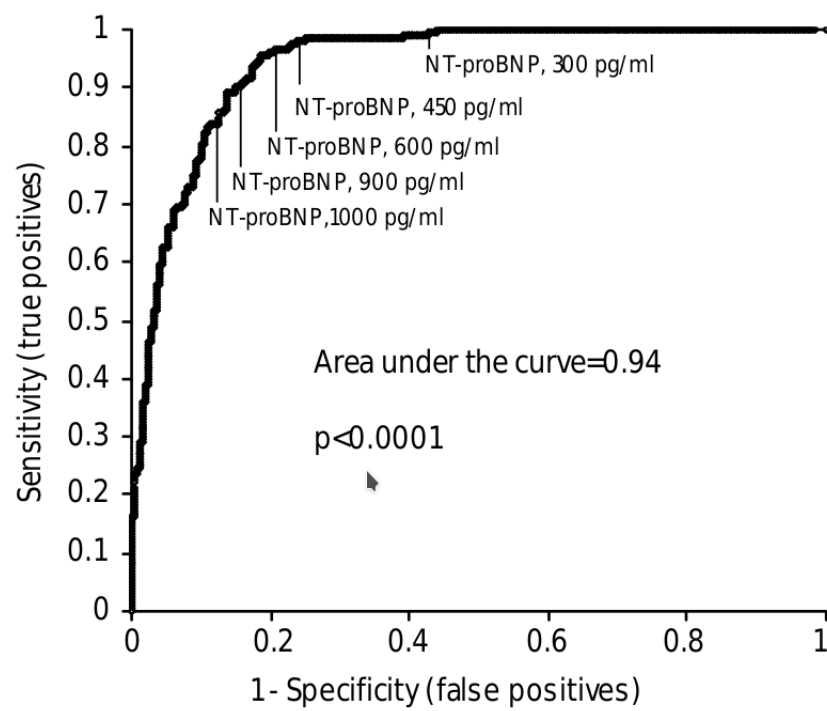 1
0.9
0.8
0.7
0.6
0.5
0.4
0.3
0.2
0.1
0
Sensitivity (true positives)
NT-proBNP, 300 pg/ml
NT-proBNP, 450 pg/ml
NT-proBNP, 600 pg/ml
NT-proBNP, 900 pg/ml
NT-proBNP,1000 pg/ml
Area under the curve=0.94
p<0.0001
0 0.2 0.4 0.6 0.8 1
1- Specificity (false positives)